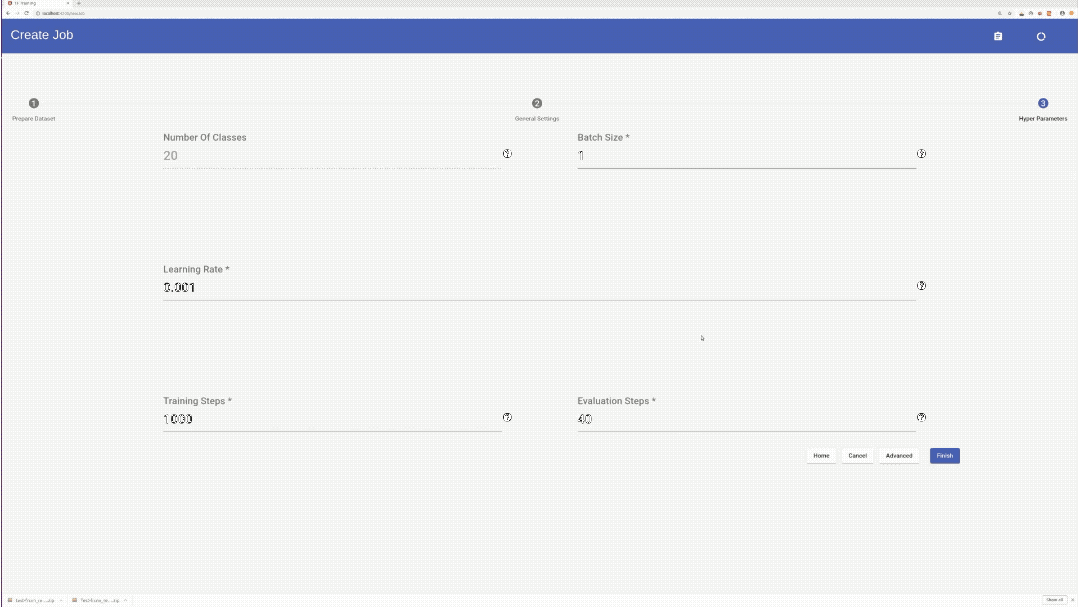 Create Job
1
2
3
Prepare Dataset
General Settings
Hyper Parameters
Number Of Classes
Batch Size *
20
1
Learning Rate *
0.001
Training Steps *
Evaluation Steps *
1000
40
Home
Cancel
Advanced
Finish
Show all